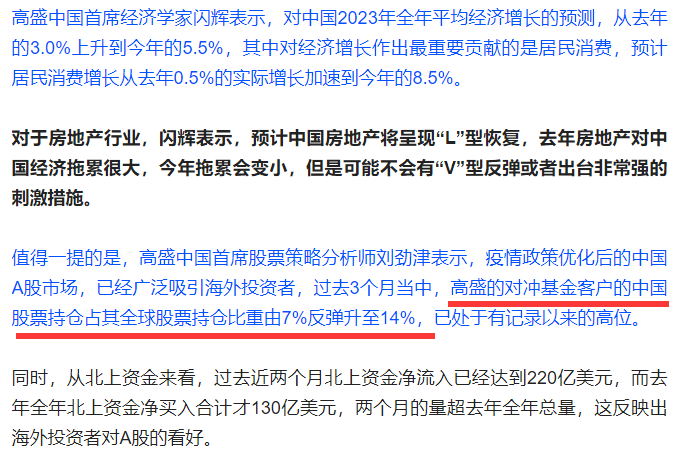 高盛中国首席经济学家闪辉表示，对中国2023年全年平均经济增长的预测，从去年
的3.0%上升到今年的5.5%，其中对经济增长作出最重要贡献的是居民消费，预计
居民消费增长从去年0.5%的实际增长加速到今年的8.5%。
对于房地产行业，闪辉表示，预计中国房地产将呈现“L”型恢复，去年房地产对中
国经济拖累很大，今年拖累会变小，但是可能不会有“V”型反弹或者出台非常强的
刺激措施。
值得一提的是，高盛中国首席股票策略分析师刘劲津表示，疫情政策优化后的中国
A股市场，已经广泛吸引海外投资者，过去3个月当中，高盛的对冲基金客户的中国
股票持仓占其全球股票持仓比重由7%反弹升至14%，已处于有记录以来的高位。
同时，从北上资金来看，过去近两个月北上资金净流入已经达到220亿美元，而去
年全年北上资金净买入合计才130亿美元，两个月的量超去年全年总量，这反映出
海外投资者对A股的看好。